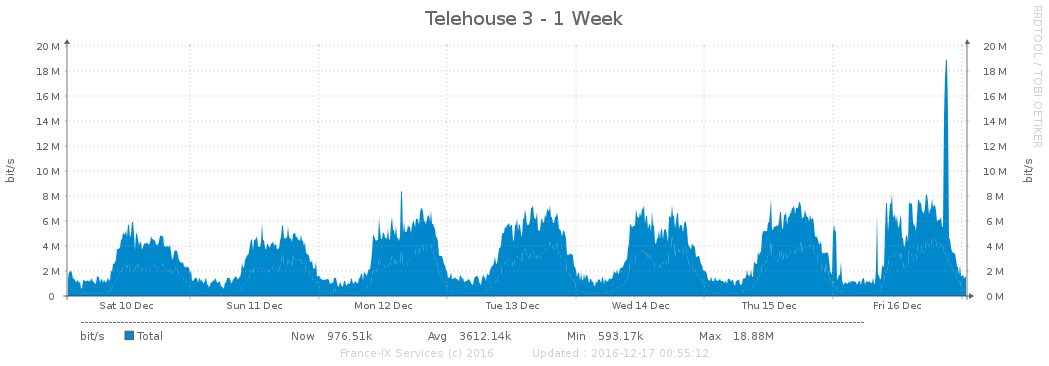 Telehouse 3 - 1 Week
RRDTOOL / TOBI OETIKER
bit/s
bit/s
20 M 20 M
18 M 18 M
16 M 16 M
14 M 14 M
12 M 12 M
10 M 10 M
8 M 8 M
6 M 6 M
4 M 4 M
2 M 2 M
0 0 M
Sat 10 Dec Sun 11 Dec Mon 12 Dec Tue 13 Dec Wed 14 Dec Thu 15 Dec Fri 16 Dec
bit/s Total Now 976.51k Avg 3612.14k Min 593.17k Max 18.88M
France-IX Services (c) 2016 Updated : 2016-12-17 00:55:12